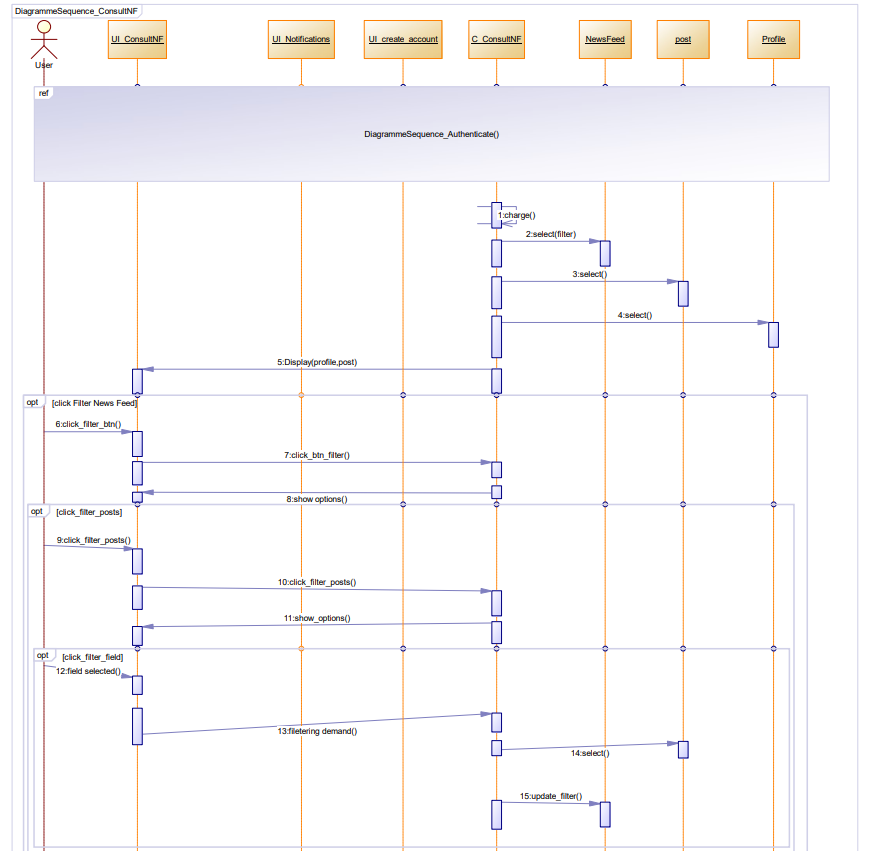 DiagrammeSequence_ConsultNF
User
UI_ConsultNF
UI_Notifications
UI_create_account
C_ConsultNF
NewsFeed
post
Profile
ref
DiagrammeSequence_Authenticate()
1:charge()
2:select(filter)
3:select()
4:select()
5:Display(profile,post)
opt [click Filter News Feed]
6:click_filter_btn()
7:click_btn_filter()
8:show options()
opt [click_filter_posts]
9:click_filter_posts()
10:click_filter_posts()
11:show_options()
opt [click_filter_field]
12:field selected()
13:filetering demand()
14:select()
15:update_filter()